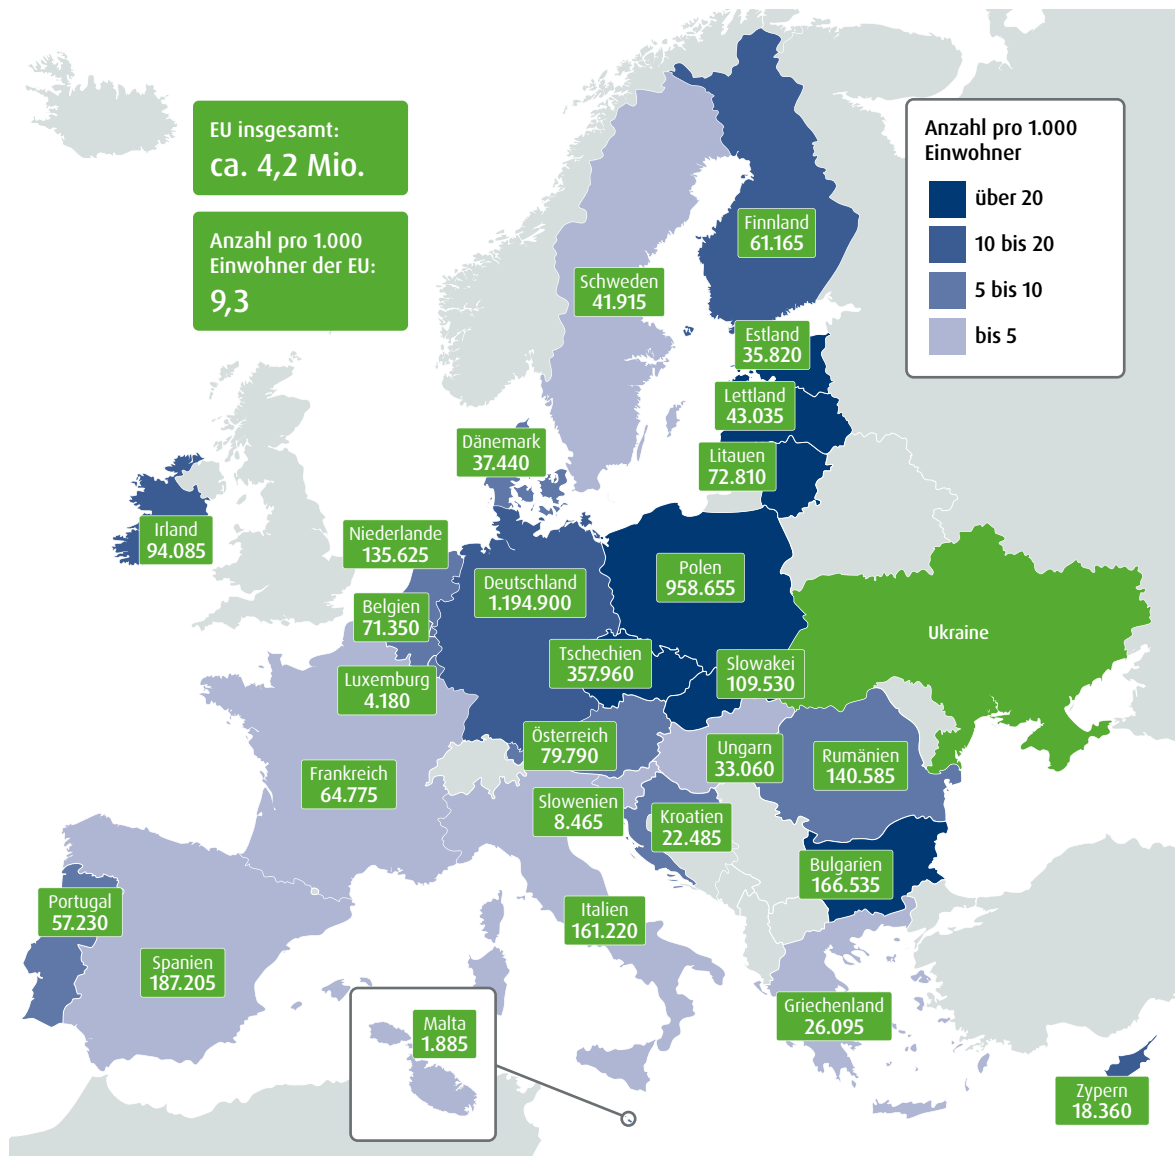 EU insgesamt:
ca. 4,2 Mio.
Anzahl pro 1.000
Einwohner der EU:
9,3
Anzahl pro 1.000
Einwohner
über 20
10 bis 20
5 bis 10
bis 5
Finnland
61.165
Schweden
41.915
Estland
35.820
Lettland
43.035
Dänemark
37.440
Litauen
72.810
Irland
94.085
Niederlande
135.625
Polen
958.655
Deutschland
1.194.900
Belgien
71.350
Ukraine
Tschechien
357.960
Slowakei
109.530
Luxemburg
4.180
Österreich
79.790
Ungarn
33.060
Rumänien
140.585
Frankreich
64.775
Slowenien
8.465
Kroatien
22.485
Bulgarien
166.535
Portugal
57.230
Italien
161.220
Spanien
187.205
Griechenland
26.095
Malta
1.885
Zypern
18.360